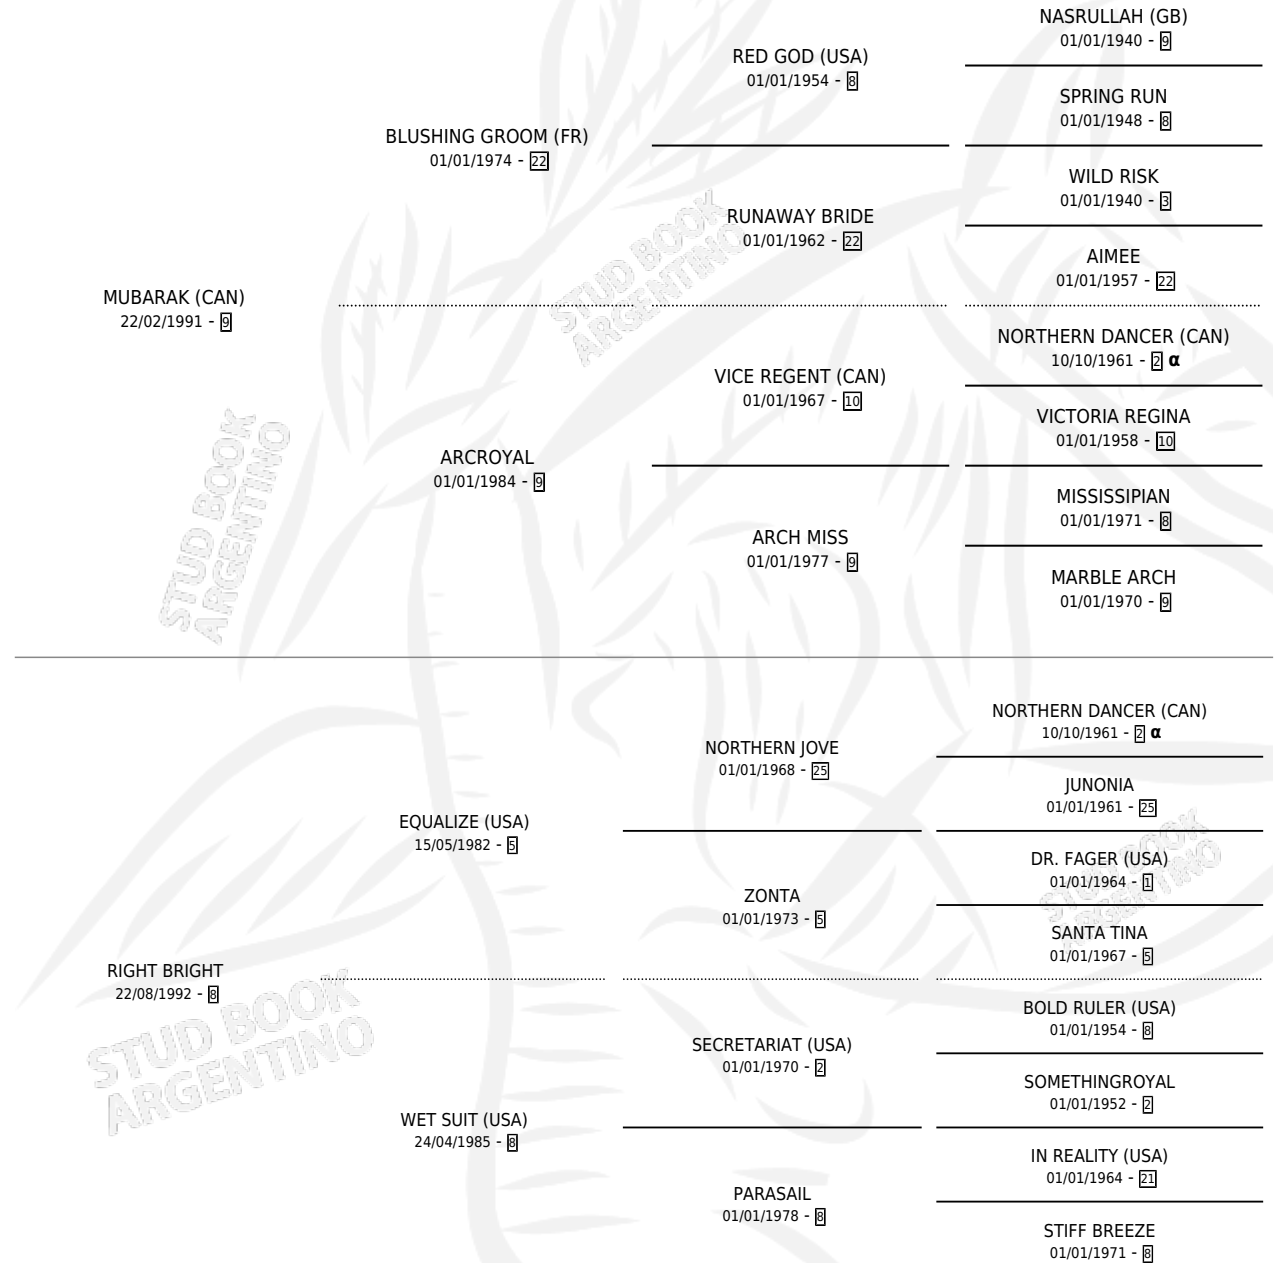 NASRULLAH (GB)
01/01/1940 - 9
RED GOD (USA)
01/01/1954 - 8
SPRING RUN
01/01/1948 - 8
BLUSHING GROOM (FR)
01/01/1974 - 22
WILD RISK
01/01/1940 - 3
RUNAWAY BRIDE
01/01/1962 - 22
AIMEE
01/01/1957 - 22
MUBARAK (CAN)
22/02/1991 - 9
NORTHERN DANCER (CAN)
10/10/1961 - 2 α
VICE REGENT (CAN)
01/01/1967 - 10
VICTORIA REGINA
01/01/1958 - 10
ARCROYAL
01/01/1984 - 9
MISSISSIPIAN
01/01/1971 - 8
ARCH MISS
01/01/1977 - 9
MARBLE ARCH
01/01/1970 - 9
NORTHERN DANCER (CAN)
10/10/1961 - 2 α
NORTHERN JOVE
01/01/1968 - 25
JUNONIA
01/01/1961 - 25
EQUALIZE (USA)
15/05/1982 - 5
DR. FAGER (USA)
01/01/1964 - 1
ZONTA
01/01/1973 - 5
SANTA TINA
01/01/1967 - 5
RIGHT BRIGHT
22/08/1992 - 8
BOLD RULER (USA)
01/01/1954 - 8
SECRETARIAT (USA)
01/01/1970 - 2
SOMETHINGROYAL
01/01/1952 - 2
WET SUIT (USA)
24/04/1985 - 8
IN REALITY (USA)
01/01/1964 - 21
PARASAIL
01/01/1978 - 8
STIFF BREEZE
01/01/1971 - 8
STUD BOOK
ARGENTINO
STUD BOOK
ARGENTINO
STUD BOOK
ARGENTINO
STUD BOOK
ARGENTINO